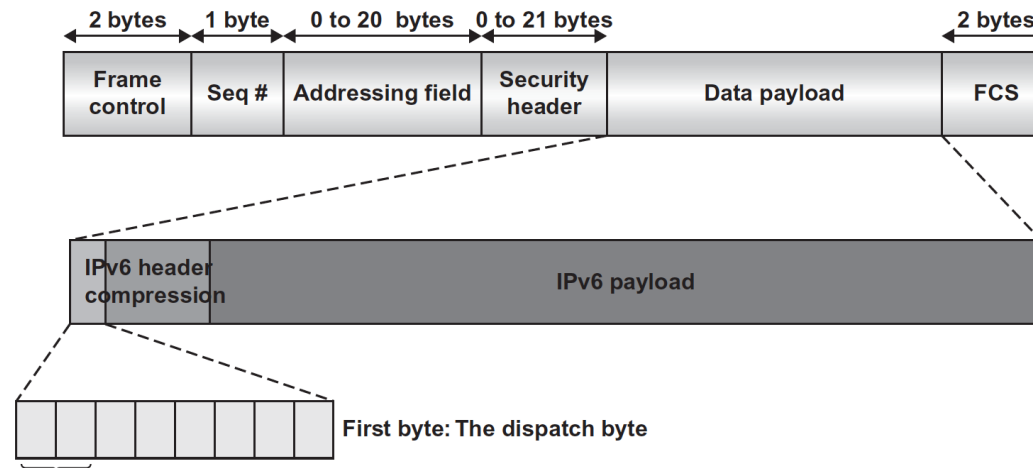 2 bytes 1 byte 0 to 20 bytes 0 to 21 bytes 2 bytes
Frame control Seq # Addressing field Security header Data payload FCS
IPv6 header compression IPv6 payload
First byte: The dispatch byte